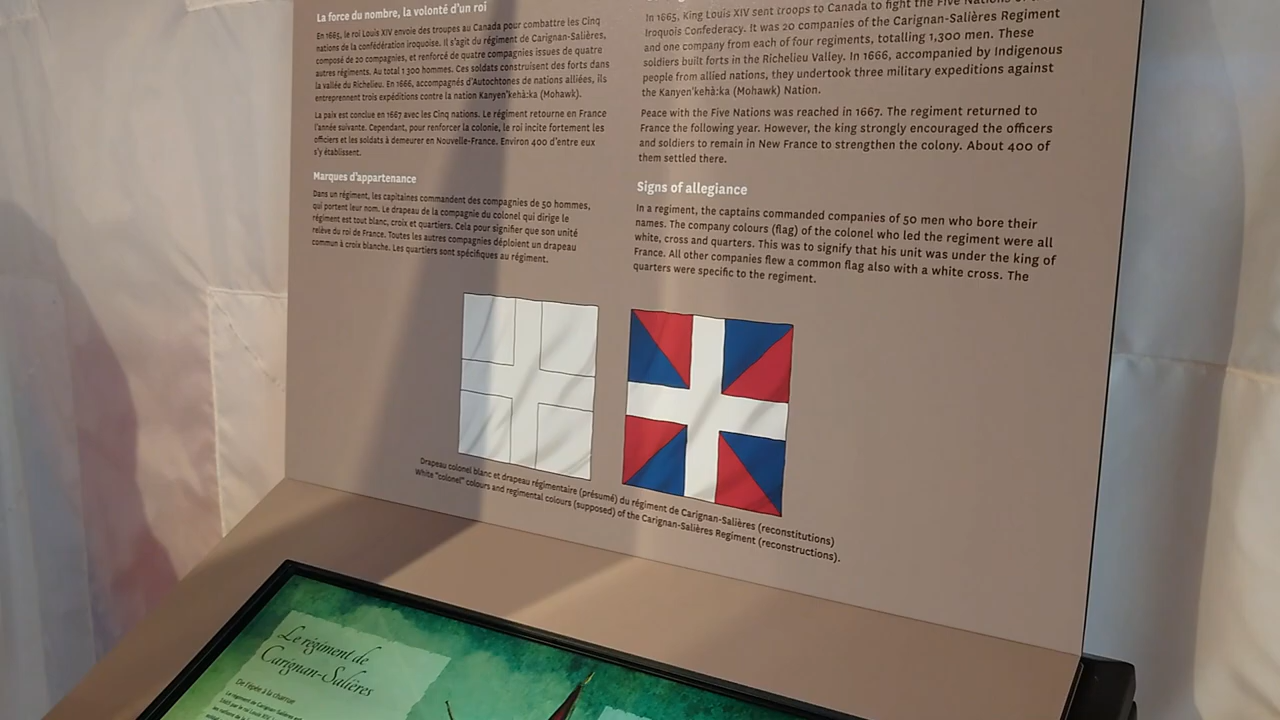 La force du nombre, la volonté d'un roi
En 1665, le roi Louis XIV envoie des troupes au Canada pour combattre les Cinq
nations de la confédération iroquoise. Il s'agit du régiment de Carignan-Salières,
composé de 20 compagnies, et renforcé de quatre compagnies issues de quatre
autres régiments. Au total 1 300 hommes. Ces soldats construisent des forts dans
la vallée du Richelieu. En 1666, accompagnés d'Autochtones de nations alliées, ils
entreprennent trois expéditions contre la nation Kanyen'kehà:ka (Mohawk).
La paix est conclue en 1667 avec les Cinq nations. Le régiment retourne en France
l'année suivante. Cependant, pour renforcer la colonie, le roi incite fortement les
officiers et les soldats à demeurer en Nouvelle-France. Environ 400 d'entre eux
s'y établissent.
Marques d'appartenance
Dans un régiment, les capitaines commandent des compagnies de 50 hommes,
qui portent leur nom. Le drapeau de la compagnie du colonel qui dirige le
régiment est tout blanc, croix et quartiers. Cela pour signifier que son unité
relève du roi de France. Toutes les autres compagnies déploient un drapeau
commun à croix blanche. Les quartiers sont spécifiques au régiment.
In 1665, King Louis XIV sent troops to Canada to fight the Five Nations of the
Iroquois Confederacy. It was 20 companies of the Carignan-Salières Regiment
and one company from each of four regiments, totalling 1,300 men. These
soldiers built forts in the Richelieu Valley. In 1666, accompanied by Indigenous
people from allied nations, they undertook three military expeditions against
the Kanyen'kehà:ka (Mohawk) Nation.
Peace with the Five Nations was reached in 1667. The regiment returned to
France the following year. However, the king strongly encouraged the officers
and soldiers to remain in New France to strengthen the colony. About 400 of
them settled there.
Signs of allegiance
In a regiment, the captains commanded companies of 50 men who bore their
names. The company colours (flag) of the colonel who led the regiment were all
white, cross and quarters. This was to signify that his unit was under the king of
France. All other companies flew a common flag also with a white cross. The
quarters were specific to the regiment.
Drapeau colonel blanc et drapeau régimentaire (présumé) du régiment de Carignan-Salières (reconstitutions)
White "colonel" colours and regimental colours (supposed) of the Carignan-Salières Regiment (reconstructions).
Le régiment de
Carignan-Salières
De l'épée à la charrue